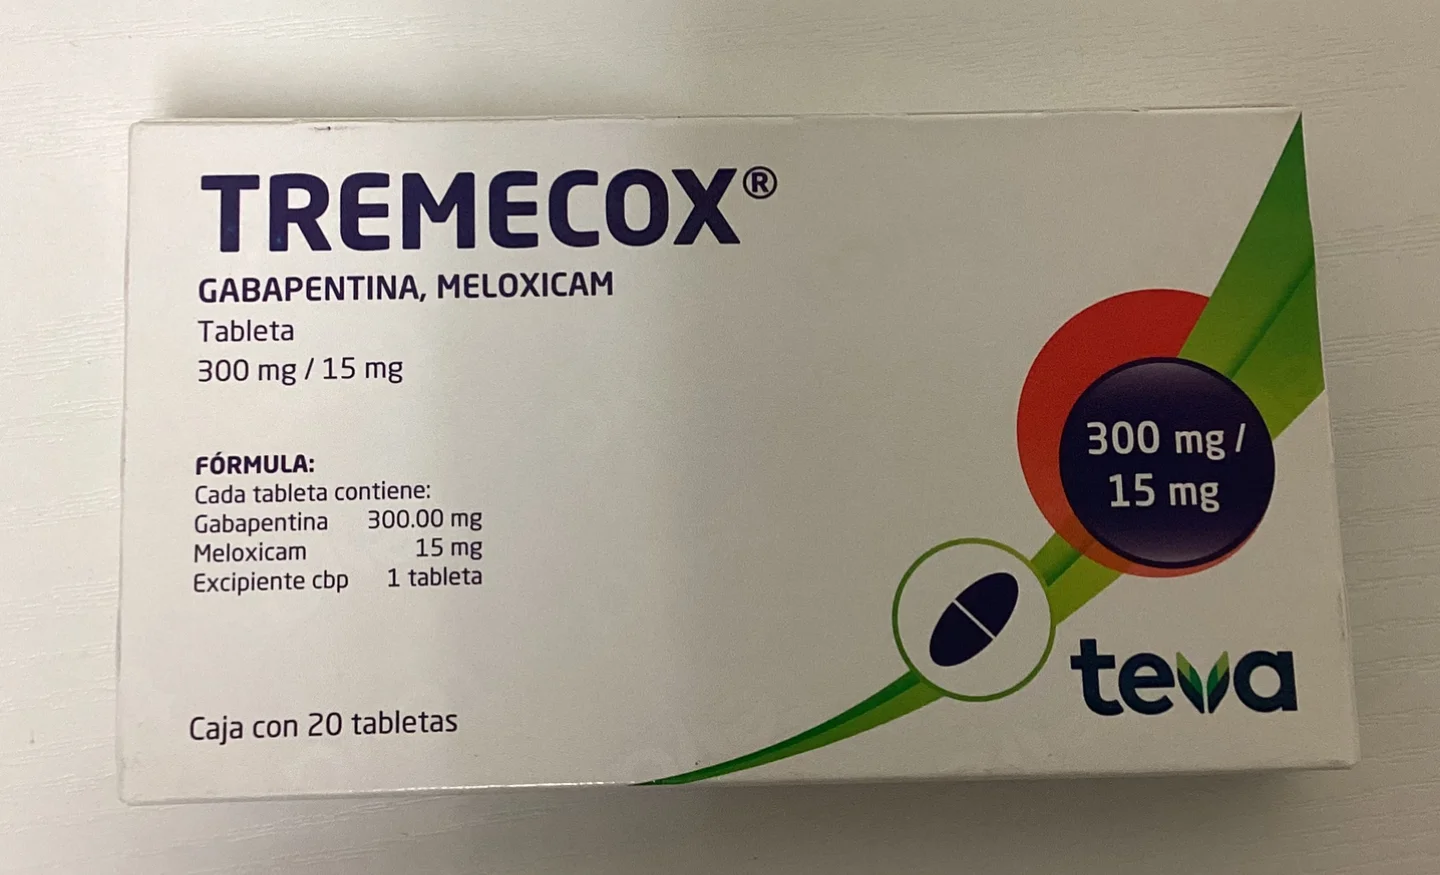 TREMECOX®
GABAPENTINA, MELOXICAM
Tableta
300 mg / 15 mg
FÓRMULA:
Cada tableta contiene:
Gabapentina 300.00 mg
Meloxicam 15 mg
Excipiente cbp 1 tableta
Caja con 20 tabletas
300 mg /
15 mg
teva